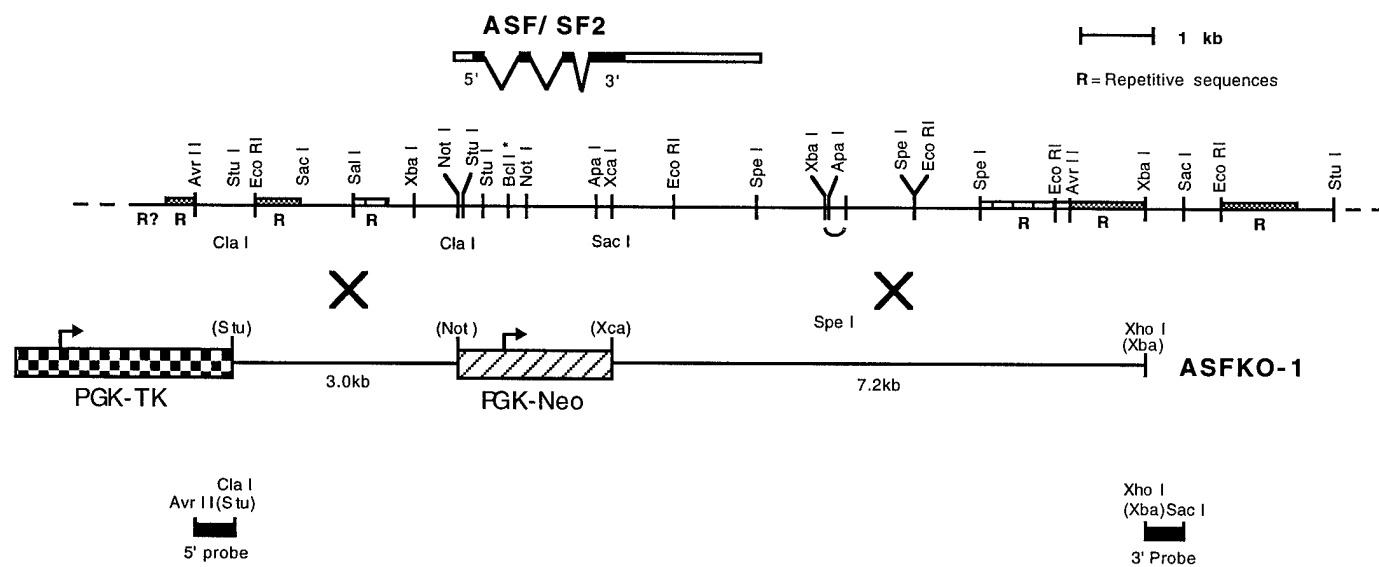 ASF/ SF2
5'
3'
1 kb
R = Repetitive sequences
Avr II
Stu I
Eco RI
Sac I
Sal I
Xba I
Not I
Stu I
Stu I
Bcl I*
Not I
Apa I
Xca I
Eco RI
Spe I
Xba I
Apa I
Spe I
Eco RI
Spe I
Eco RI
Avr II
Xba I
Sac I
Eco RI
Stu I
R?
R
R
R
R
R
R
Cla I
Cla I
Sac I
Spe I
(Stu)
(Not)
(Xca)
Xho I
(Xba)
3.0kb
7.2kb
ASFKO-1
PGK-TK
PGK-Neo
Cla I
Avr II(Stu)
5' probe
Xho I
(Xba)Sac I
3' Probe